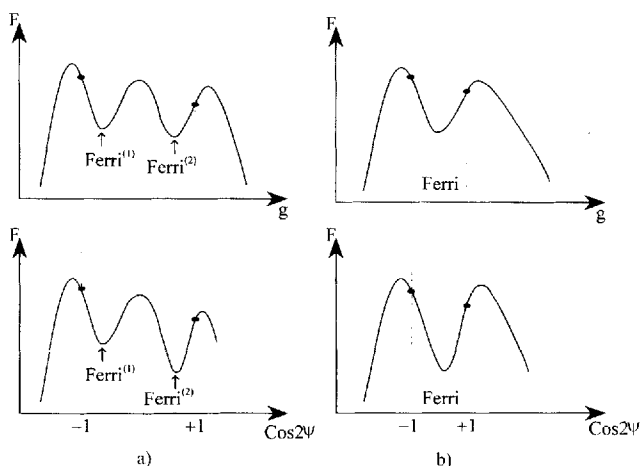 F
F
Ferri(1)
Ferri(2)
Ferri
g
g
F
F
Ferri(1)
Ferri(2)
Ferri
−1
+1
Cos2Ψ
−1
+1
Cos2Ψ
a)
b)